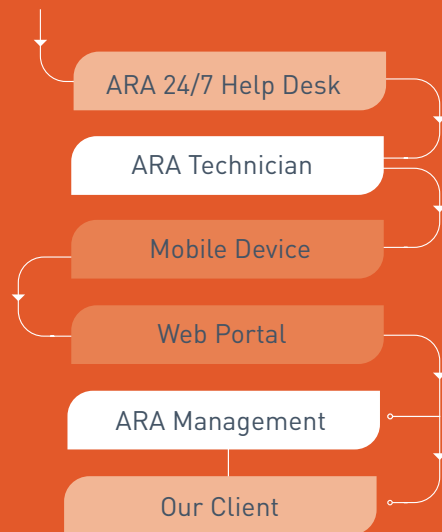 ARA 24/7 Help Desk
ARA Technician
Mobile Device
Web Portal
ARA Management
Our Client